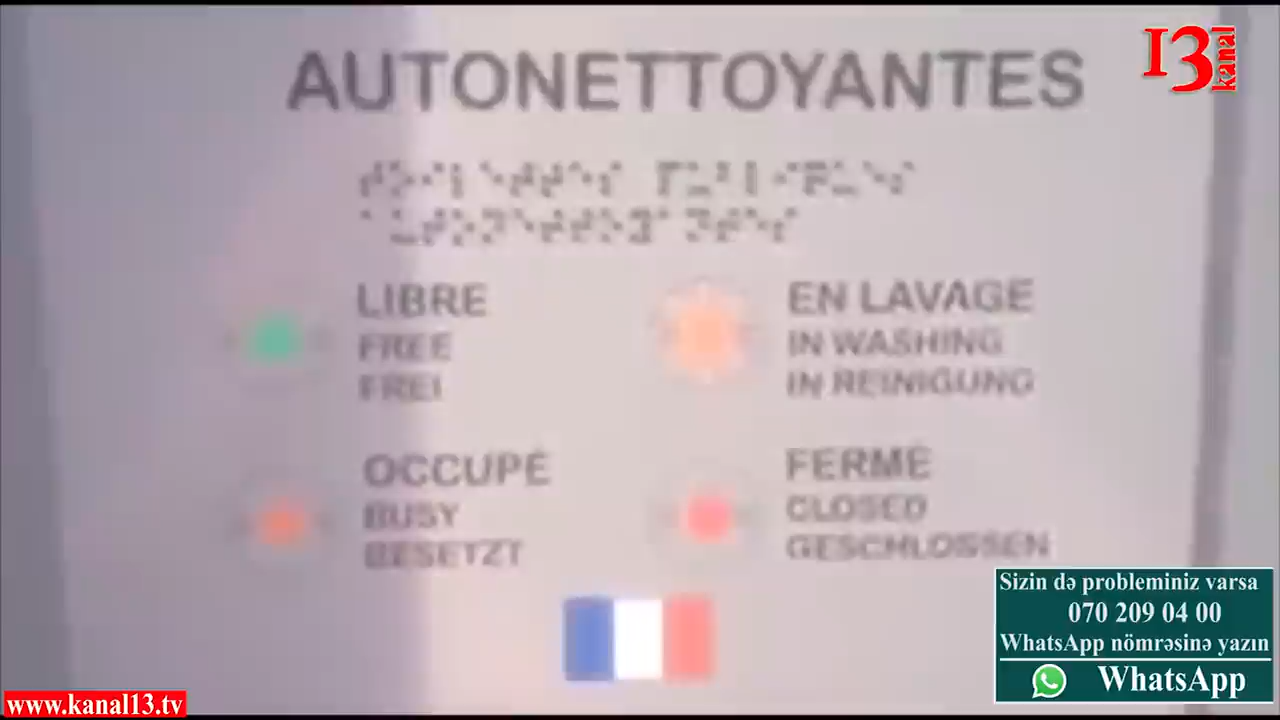 AUTONETTOYANTES
LIBRE
FREE
FREI
EN LAVAGE
IN WASHING
IN REINIGUNG
OCCUPÉ
BUSY
BESETZT
FERMÉ
CLOSED
GESCHLOSSEN
13 kanal
Sizin də probleminiz varsa
070 209 04 00
WhatsApp nömrəsinə yazın
WhatsApp
www.kanal13.tv